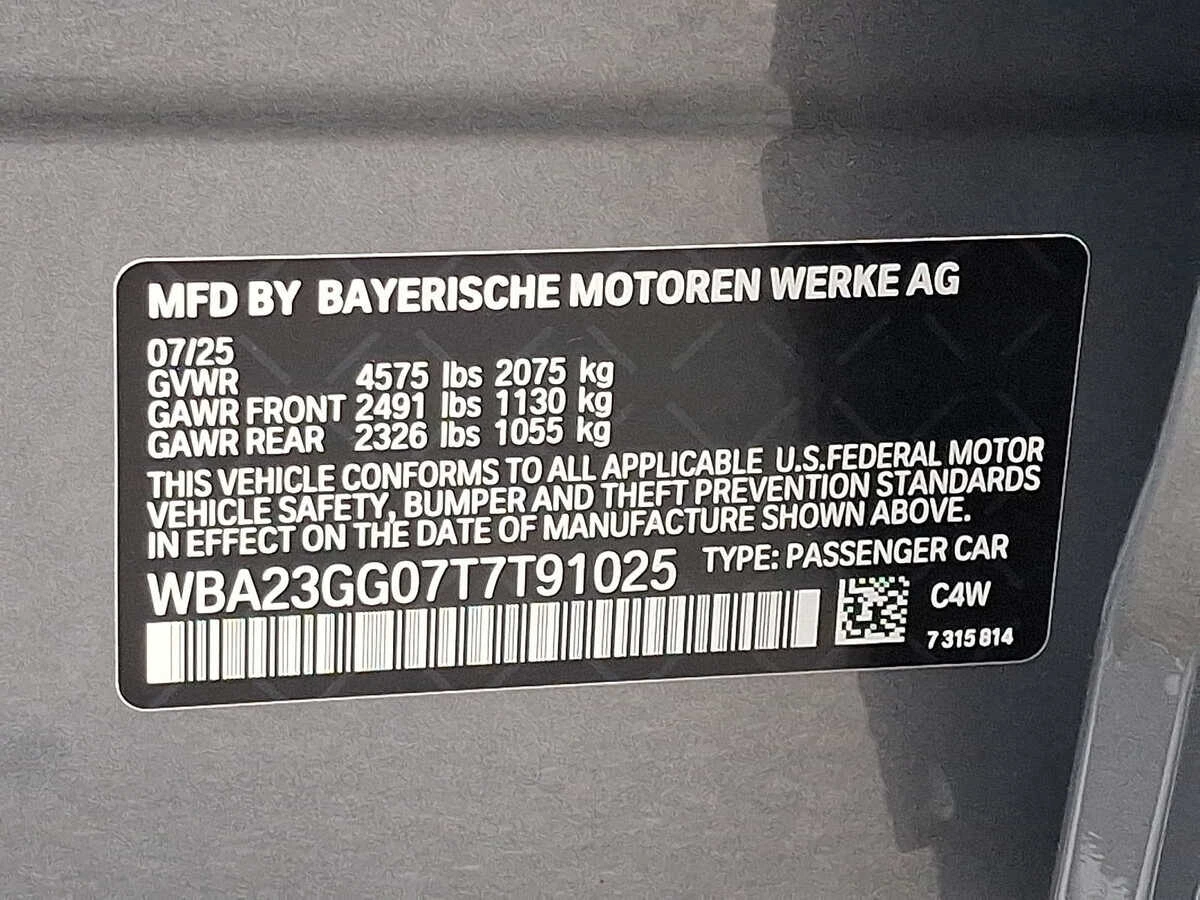 MFD BY BAYERISCHE MOTOREN WERKE AG
07/25
GVWR 4575 lbs 2075 kg
GAWR FRONT 2491 lbs 1130 kg
GAWR REAR 2326 lbs 1055 kg
THIS VEHICLE CONFORMS TO ALL APPLICABLE U.S.FEDERAL MOTOR
VEHICLE SAFETY, BUMPER AND THEFT PREVENTION STANDARDS
IN EFFECT ON THE DATE OF MANUFACTURE SHOWN ABOVE.
WBA23GG07T7T91025 TYPE: PASSENGER CAR
C4W
7 315 814